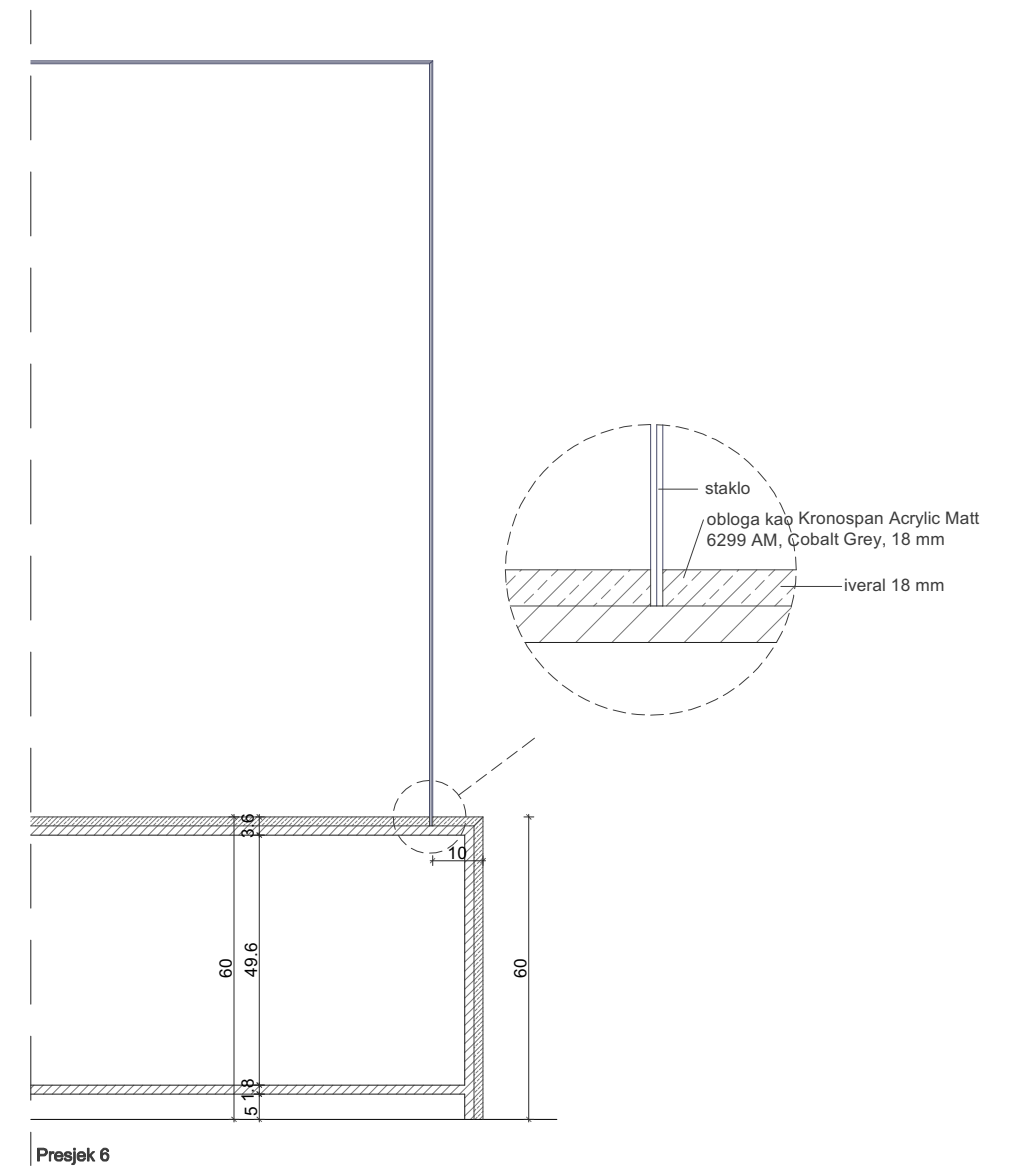 staklo
obloga kao Kronospan Acrylic Matt
6299 AM, Cobalt Grey, 18 mm
iveral 18 mm
3.6
10
60
49.6
60
1.8
5
Presjek 6